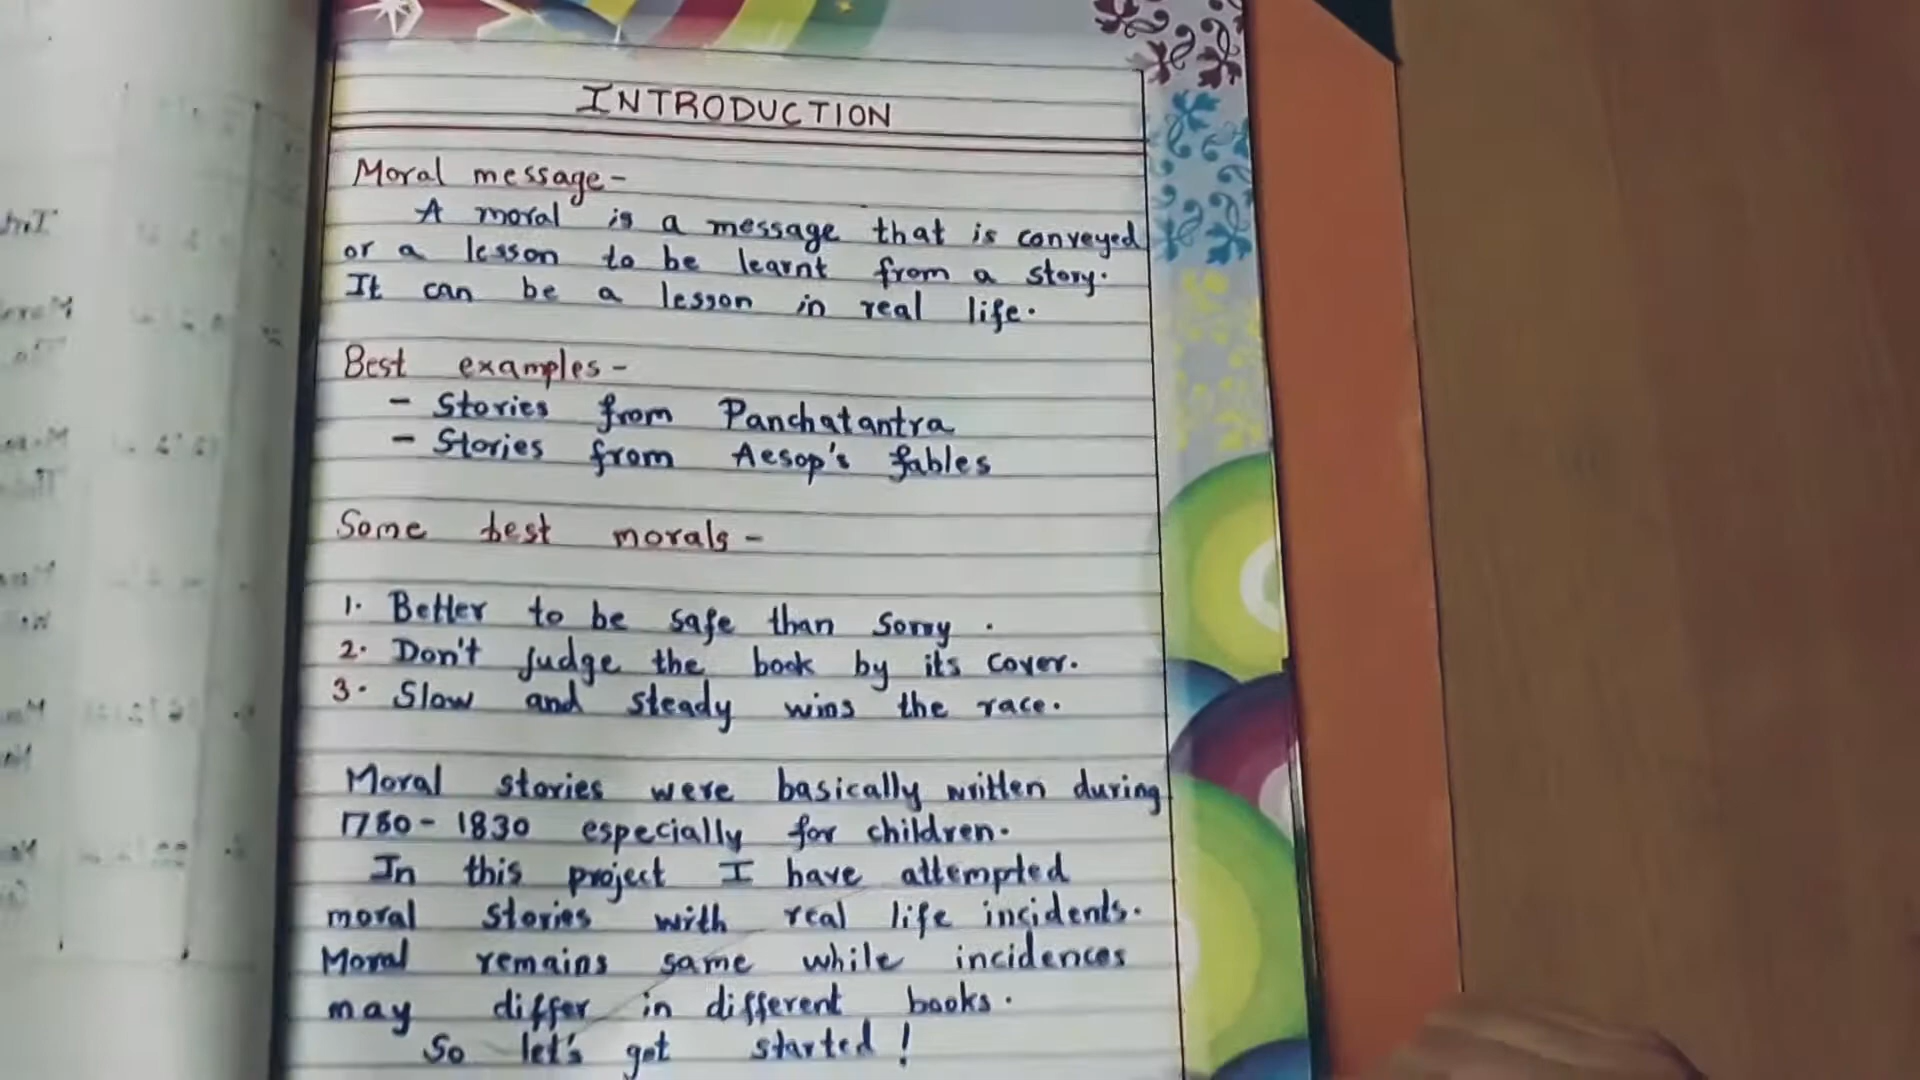 INTRODUCTION
Moral message-
A moral is a message that is conveyed
or a lesson to be learnt from a story.
It can be a lesson in real life.
Best examples-
- Stories from Panchatantra
- Stories from Aesop's fables
Some best morals-
1. Better to be safe than sorry.
2. Don't judge the book by its cover.
3. Slow and steady wins the race.
Moral stories were basically written during
1780-1830 especially for children.
In this project I have attempted
moral stories with real life incidents.
Moral remains same while incidences
may differ in different books.
So let's get started!